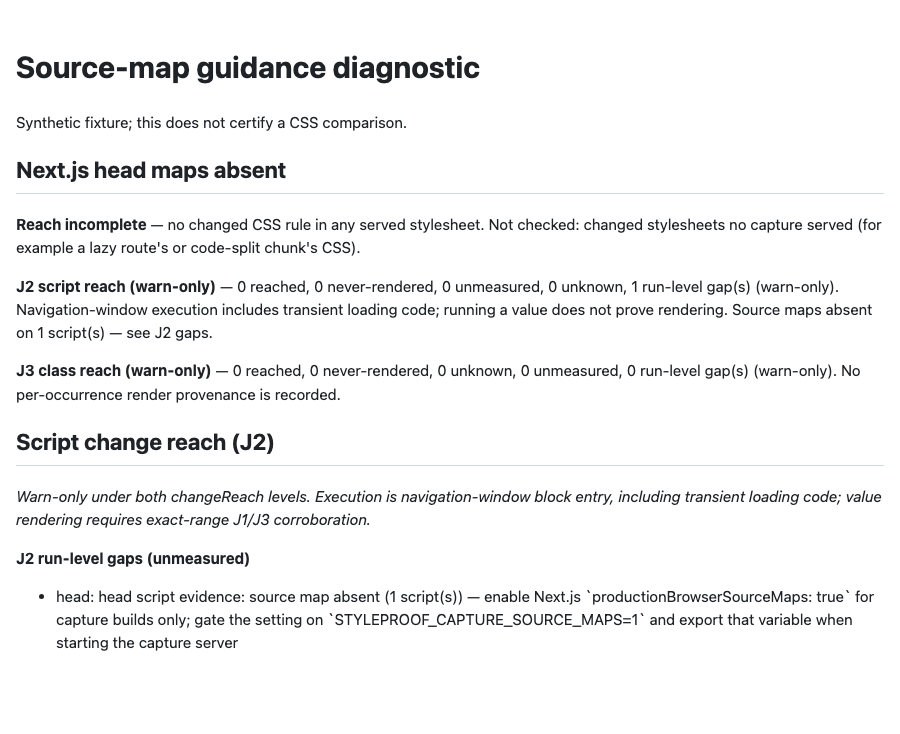 Source-map guidance diagnostic
Synthetic fixture; this does not certify a CSS comparison.
Next.js head maps absent
Reach incomplete — no changed CSS rule in any served stylesheet. Not checked: changed stylesheets no capture served (for
example a lazy route's or code-split chunk's CSS).
J2 script reach (warn-only) — 0 reached, 0 never-rendered, 0 unmeasured, 0 unknown, 1 run-level gap(s) (warn-only).
Navigation-window execution includes transient loading code; running a value does not prove rendering. Source maps absent
on 1 script(s) — see J2 gaps.
J3 class reach (warn-only) — 0 reached, 0 never-rendered, 0 unknown, 0 unmeasured, 0 run-level gap(s) (warn-only). No
per-occurrence render provenance is recorded.
Script change reach (J2)
Warn-only under both changeReach levels. Execution is navigation-window block entry, including transient loading code; value
rendering requires exact-range J1/J3 corroboration.
J2 run-level gaps (unmeasured)
• head: head script evidence: source map absent (1 script(s)) — enable Next.js `productionBrowserSourceMaps: true` for
capture builds only; gate the setting on `STYLEPROOF_CAPTURE_SOURCE_MAPS=1` and export that variable when
starting the capture server